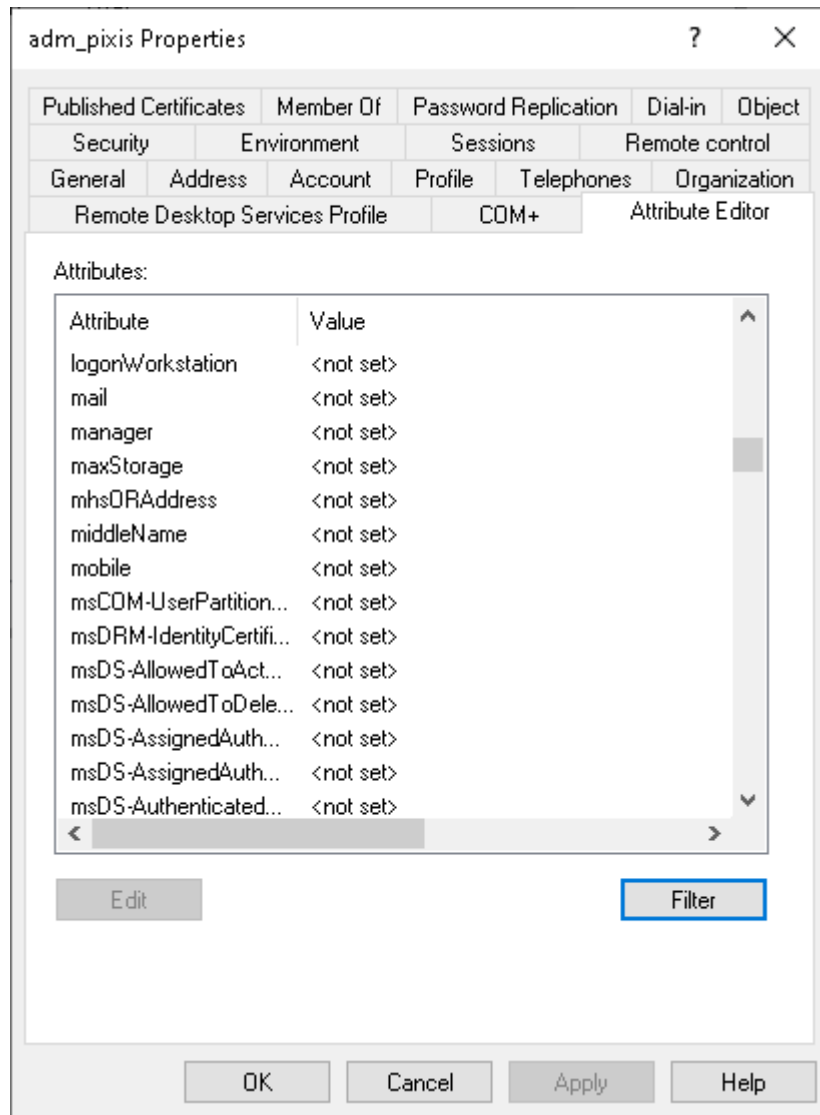 adm_pixis Properties ? ×
Published Certificates Member Of Password Replication Dial-in Object
Security Environment Sessions Remote control
General Address Account Profile Telephones Organization
Remote Desktop Services Profile COM+ Attribute Editor
Attributes:
Attribute Value
logonWorkstation <not set>
mail <not set>
manager <not set>
maxStorage <not set>
mhsORAddress <not set>
middleName <not set>
mobile <not set>
msCOM-UserPartition... <not set>
msDRM-IdentityCertifi... <not set>
msDS-AllowedToAct... <not set>
msDS-AllowedToDele... <not set>
msDS-AssignedAuth... <not set>
msDS-AssignedAuth... <not set>
msDS-Authenticated... <not set>
Edit Filter
OK Cancel Apply Help